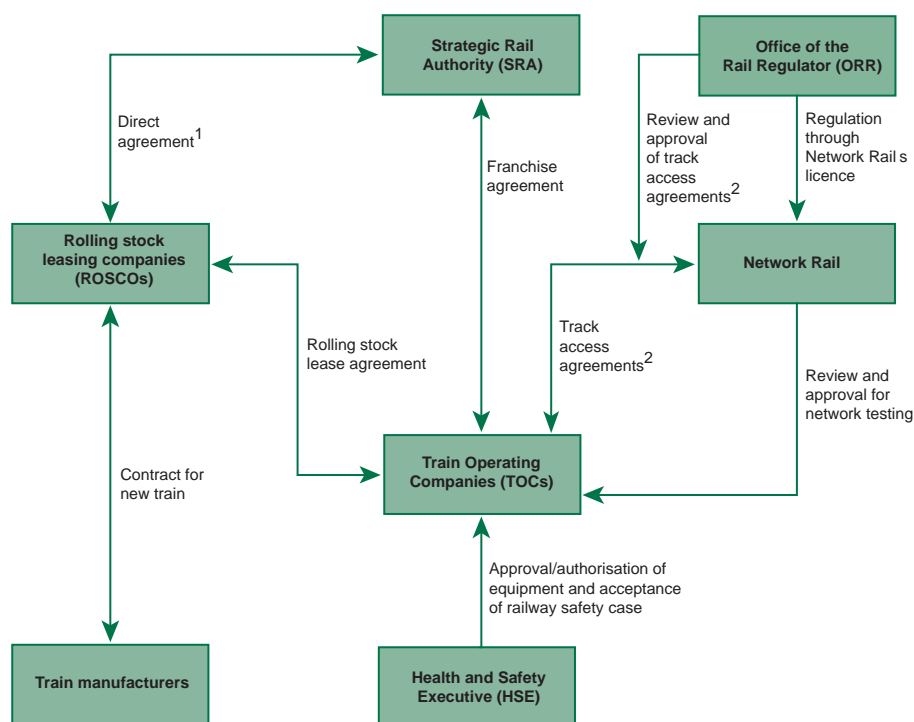 Strategic Rail
Authority (SRA)
Office of the
Rail Regulator (ORR)
Direct
agreement1
Franchise
agreement
Review and
approval
of track
access
agreements2
Regulation
through
Network Rail s
licence
Rolling stock
leasing companies
(ROSCOs)
Network Rail
Rolling stock
lease agreement
Track
access
agreements2
Review and
approval for
network testing
Train Operating
Companies (TOCs)
Contract for
new train
Approval/authorisation of
equipment and acceptance
of railway safety case
Train manufacturers
Health and Safety
Executive (HSE)